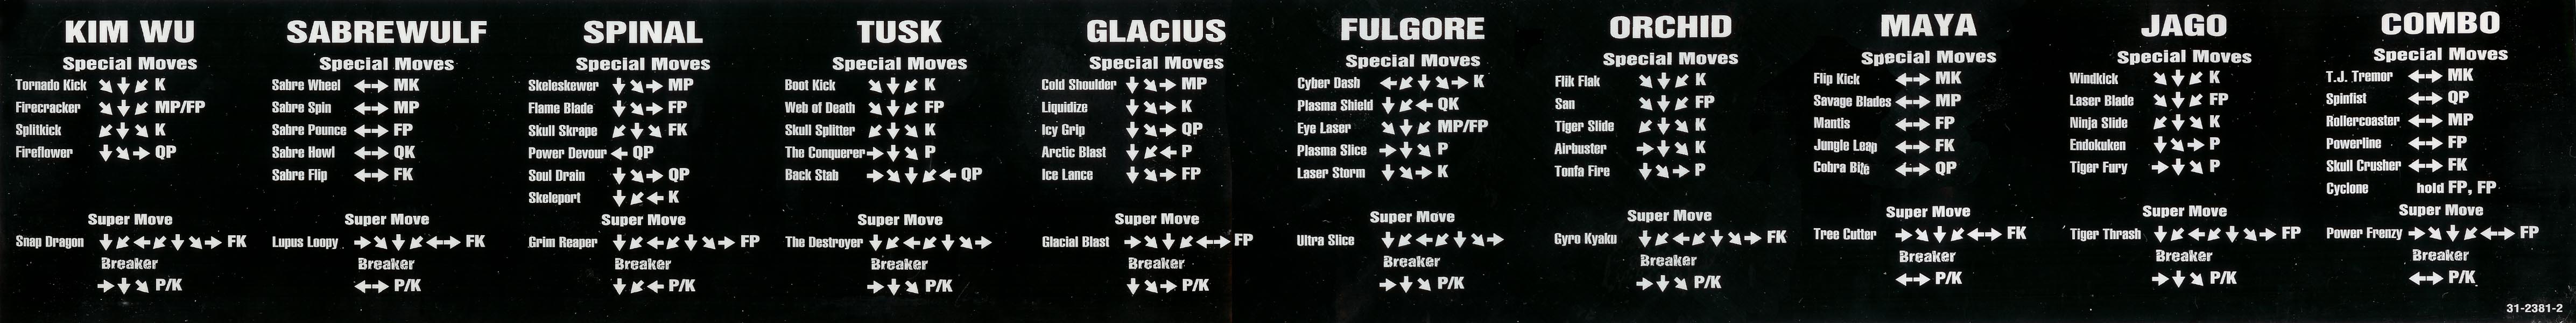 KIM WU
Special Moves
Tornado Kick ↘ ↓ ↙ K
Firecracker ↘ ↓ ↙ MP/FP
Splitkick ↙ ↓ ↘ K
Fireflower ↓ ↘ → QP
Super Move
Snap Dragon ↓ ↙ ← ↙ ↓ ↘ → FK
Breaker
→ ↓ ↘ P/K
SABREWULF
Special Moves
Sabre Wheel ← → MK
Sabre Spin ← → MP
Sabre Pounce ← → FP
Sabre Howl ← → QK
Sabre Flip ← → FK
Super Move
Lupus Loopy → ↘ ↓ ↙ ← → FK
Breaker
← → P/K
SPINAL
Special Moves
Skeleskewer ↓ ↘ → MP
Flame Blade ↓ ↘ → FP
Skull Skrape ↙ ↓ ↘ FK
Power Devour ← QP
Soul Drain ↓ ↘ → QP
Skeleport ↓ ↙ ← K
Super Move
Grim Reaper ↓ ↙ ← ↙ ↓ ↘ → FP
Breaker
↓ ↙ ← P/K
TUSK
Special Moves
Boot Kick ↘ ↓ ↙ K
Web of Death ↘ ↓ ↙ FP
Skull Splitter ↙ ↓ ↘ K
The Conquerer → ↓ ↘ P
Back Stab → ↘ ↓ ↙ ← QP
Super Move
The Destroyer ↓ ↙ ← ↙ ↓ ↘ →
Breaker
→ ↓ ↘ P/K
GLACIUS
Special Moves
Cold Shoulder ↓ ↘ → MP
Liquidize ↓ ↘ → K
Icy Grip ↓ ↘ → QP
Arctic Blast ↓ ↙ ← P
Ice Lance ↓ ↘ → FP
Super Move
Glacial Blast → ↘ ↓ ↙ ← → FP
Breaker
↓ ↘ → P/K
FULGORE
Special Moves
Cyber Dash ← ↙ ↓ ↘ → K
Plasma Shield ↓ ↙ ← QK
Eye Laser ↘ ↓ ↙ MP/FP
Plasma Slice → ↓ ↘ P
Laser Storm ↓ ↘ → K
Super Move
Ultra Slice ↓ ↙ ← ↙ ↓ ↘ →
Breaker
→ ↓ ↘ P/K
ORCHID
Special Moves
Flik Flak ↘ ↓ ↙ K
San ↘ ↓ ↙ FP
Tiger Slide ↙ ↓ ↘ K
Airbuster → ↓ ↘ K
Tonfa Fire ↓ ↘ → P
Super Move
Gyro Kyaku ↓ ↙ ← ↙ ↓ ↘ → FK
Breaker
→ ↓ ↘ P/K
MAYA
Special Moves
Flip Kick ← → MK
Savage Blades ← → MP
Mantis ← → FP
Jungle Leap ← → FK
Cobra Bite ← → QP
Super Move
Tree Cutter → ↘ ↓ ↙ ← → FK
Breaker
← → P/K
JAGO
Special Moves
Windkick ↘ ↓ ↙ K
Laser Blade ↘ ↓ ↙ FP
Ninja Slide ↙ ↓ ↘ K
Endokuken ↓ ↘ → P
Tiger Fury → ↓ ↘ P
Super Move
Tiger Thrash ↓ ↙ ← ↙ ↓ ↘ → FP
Breaker
→ ↓ ↘ P/K
COMBO
Special Moves
T.J. Tremor ← → MK
Spinfist ← → QP
Rollercoaster ← → MP
Powerline ← → FP
Skull Crusher ← → FK
Cyclone hold FP, FP
Super Move
Power Frenzy → ↘ ↓ ↙ ← → FP
Breaker
← → P/K
31-2381-2